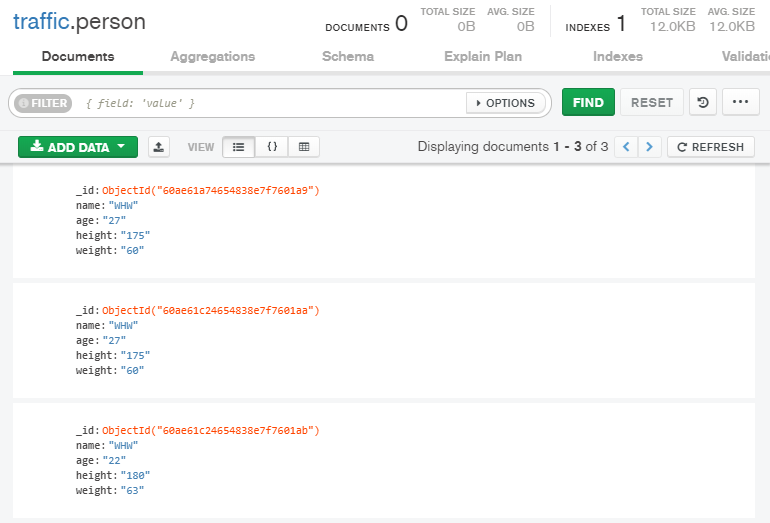 traffic.person
DOCUMENTS 0
TOTAL SIZE 0B
AVG. SIZE 0B
INDEXES 1
TOTAL SIZE 12.0KB
AVG. SIZE 12.0KB
Documents Aggregations Schema Explain Plan Indexes Validati
FILTER { field: 'value' } OPTIONS FIND RESET
ADD DATA VIEW {} Displaying documents 1 - 3 of 3 < > REFRESH
_id: ObjectId("60ae61a74654838e7f7601a9")
name: "WHW"
age: "27"
height: "175"
weight: "60"
_id: ObjectId("60ae61c24654838e7f7601aa")
name: "WHW"
age: "27"
height: "175"
weight: "60"
_id: ObjectId("60ae61c24654838e7f7601ab")
name: "WHW"
age: "22"
height: "180"
weight: "63"